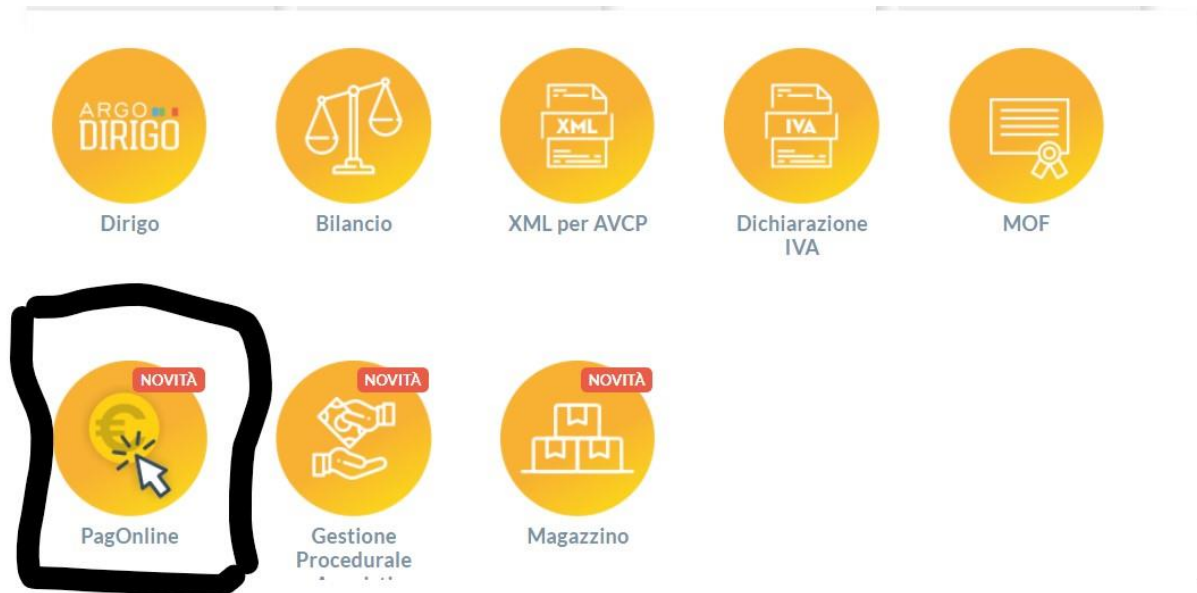 ARGO
DIRIGO
XML
IVA
Dirigo
Bilancio
XML per AVCP
Dichiarazione
IVA
MOF
NOVITÀ
NOVITÀ
NOVITÀ
€
PagOnline
Gestione
Procedurale
Magazzino